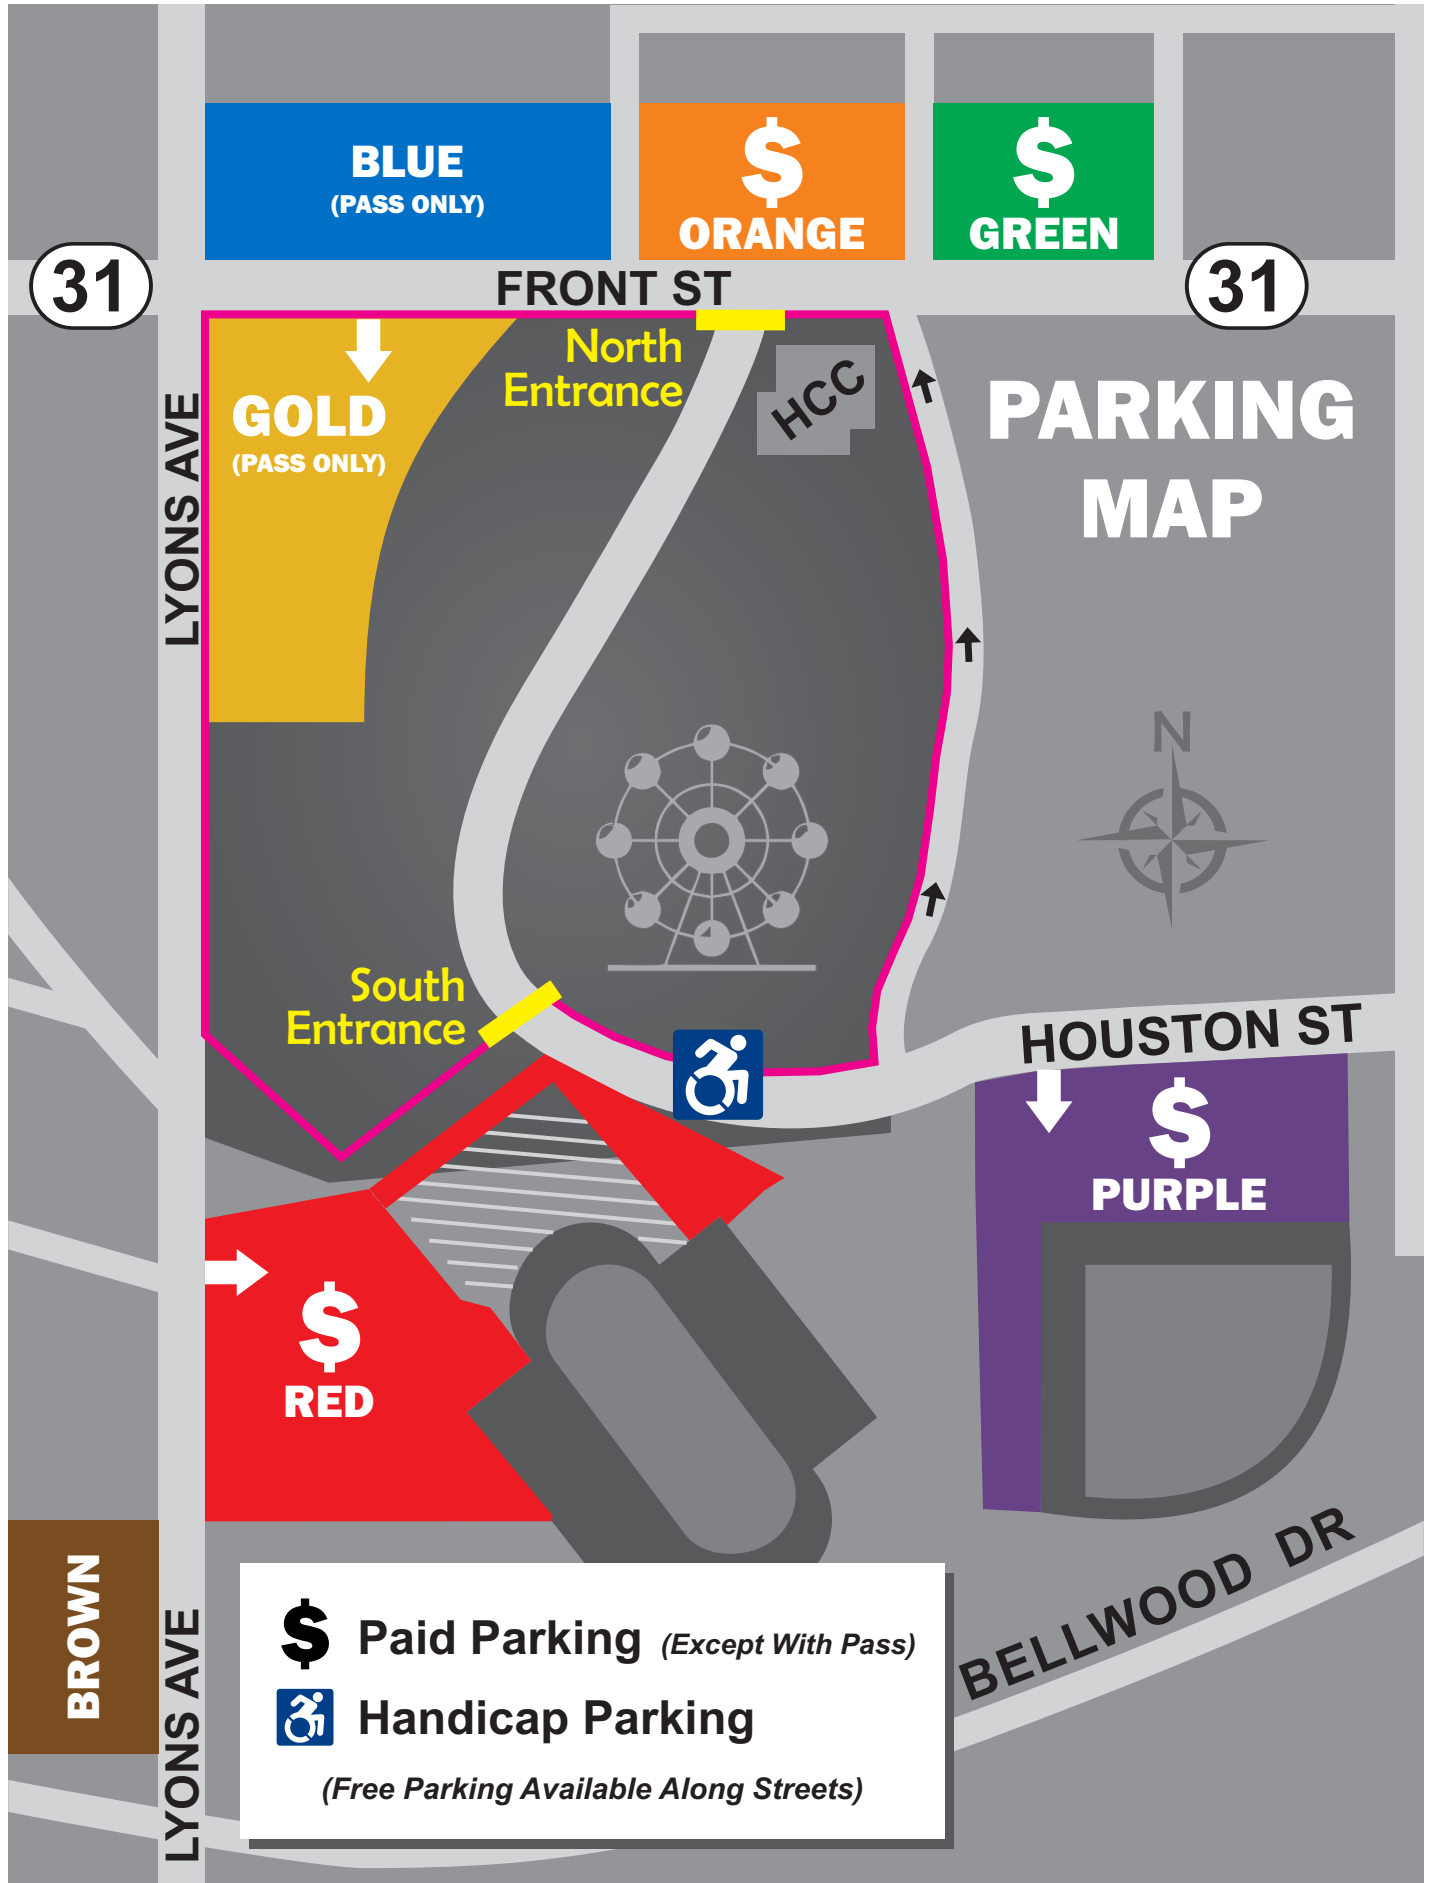 BLUE
(PASS ONLY)
$
ORANGE
$
GREEN
31
FRONT ST
31
North
Entrance
HCC
GOLD
(PASS ONLY)
PARKING
MAP
LYONS AVE
N
South
Entrance
HOUSTON ST
$
PURPLE
$
RED
BROWN
LYONS AVE
BELLWOOD DR
$ Paid Parking (Except With Pass)
Handicap Parking
(Free Parking Available Along Streets)